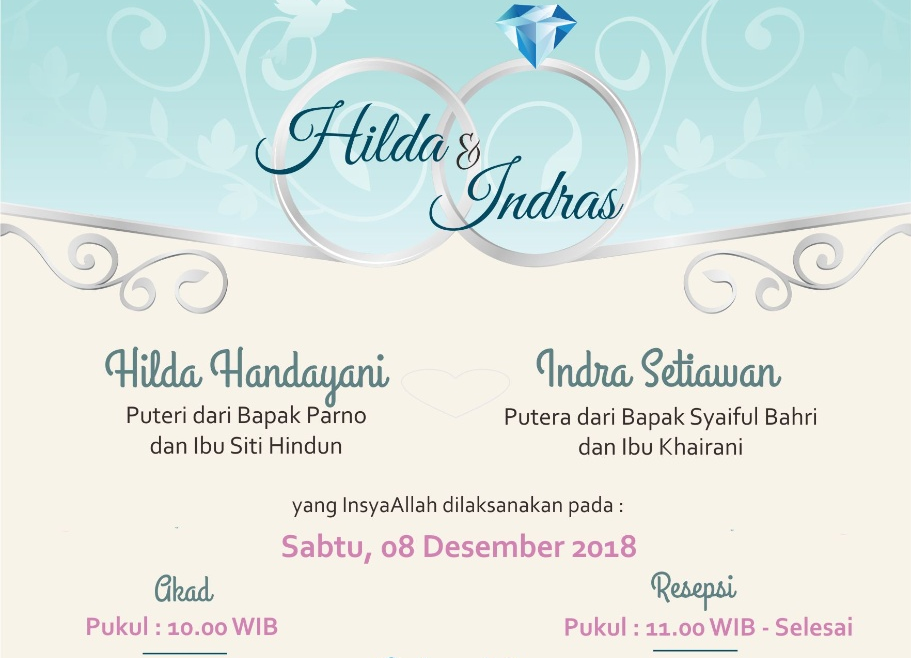 Hilda &
Indras
Hilda Handayani
Puteri dari Bapak Parno
dan Ibu Siti Hindun
Indra Setiawan
Putera dari Bapak Syaiful Bahri
dan Ibu Khairani
yang InsyaAllah dilaksanakan pada :
Sabtu, 08 Desember 2018
Akad
Pukul : 10.00 WIB
Resepsi
Pukul : 11.00 WIB - Selesai